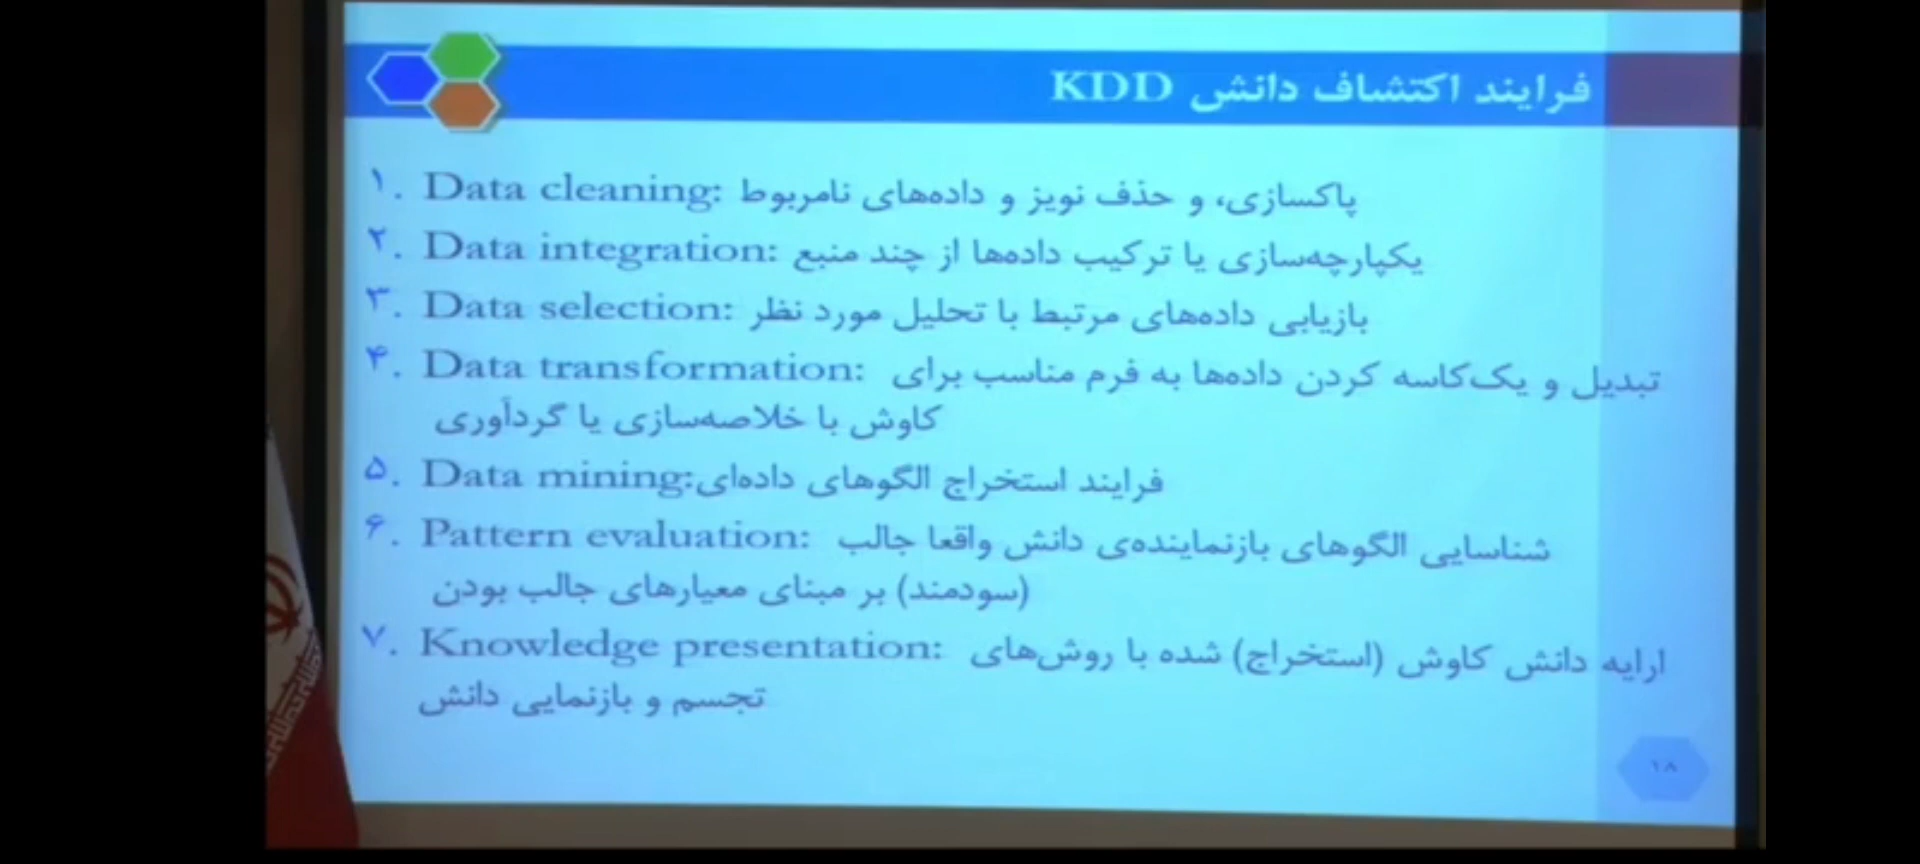 فرایند اکتشاف دانش KDD
۱. Data cleaning: پاکسازی، و حذف نویز و داده‌های نامربوط
۲. Data integration: یکپارچه‌سازی یا ترکیب داده‌ها از چند منبع
۳. Data selection: بازیابی داده‌های مرتبط با تحلیل مورد نظر
۴. Data transformation: تبدیل و یک‌کاسه کردن داده‌ها به فرم مناسب برای
کاوش با خلاصه‌سازی یا گردآوری
۵. Data mining: فرایند استخراج الگوهای داده‌ای
۶. Pattern evaluation: شناسایی الگوهای بازنماینده‌ی دانش واقعا جالب
(سودمند) بر مبنای معیارهای جالب بودن
۷. Knowledge presentation: ارایه دانش کاوش (استخراج) شده با روش‌های
تجسم و بازنمایی دانش
۱۸